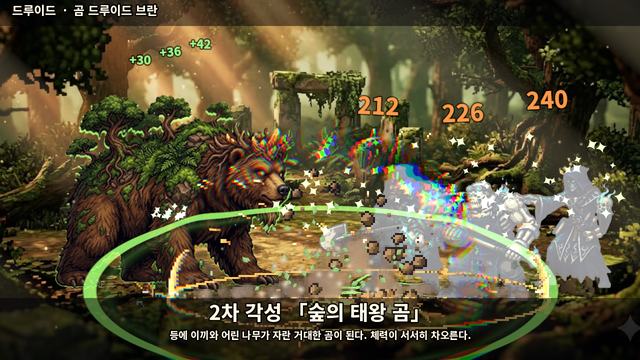 드루이드 · 곰 드루이드 브란
+30 +36 +42
212 226 240
2차 각성 「숲의 태왕 곰」
등에 이끼와 어린 나무가 자란 거대한 곰이 된다. 체력이 서서히 차오른다.